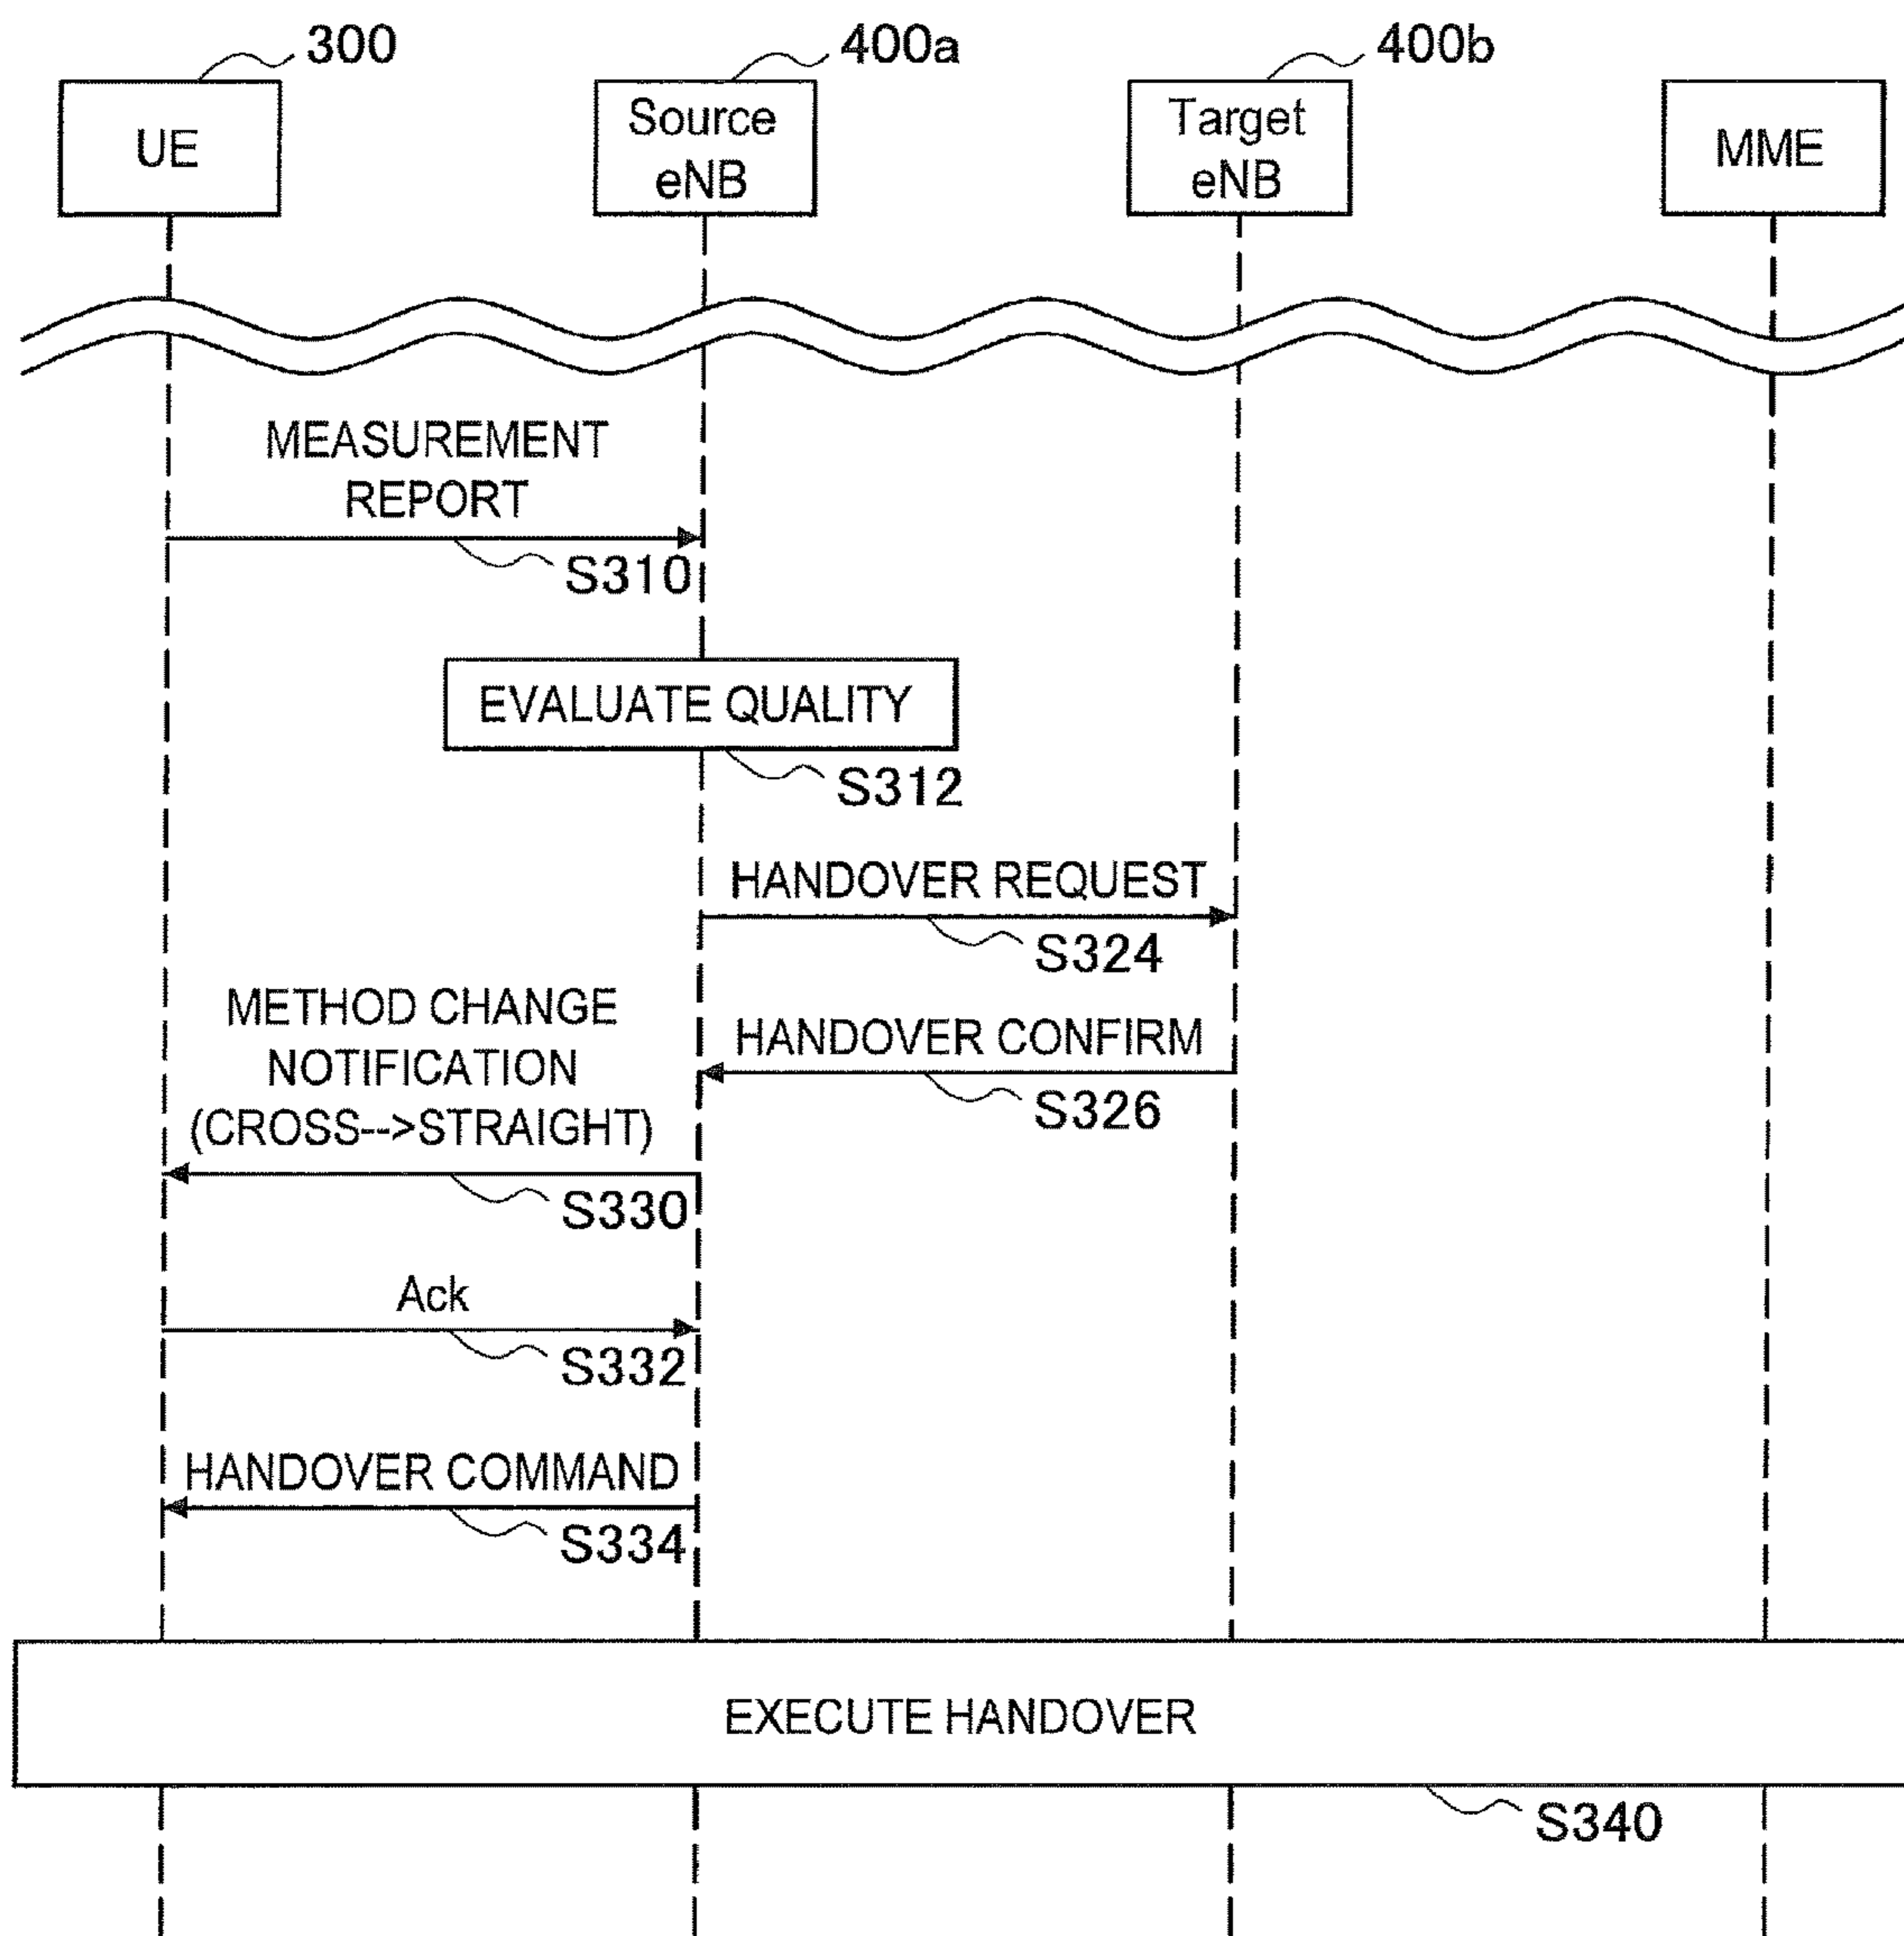 300
400a
400b
UE
Source
eNB
Target
eNB
MME
MEASUREMENT
REPORT
S310
EVALUATE QUALITY
S312
HANDOVER REQUEST
S324
METHOD CHANGE
NOTIFICATION
(CROSS-->STRAIGHT)
HANDOVER CONFIRM
S326
S330
Ack
S332
HANDOVER COMMAND
S334
EXECUTE HANDOVER
S340